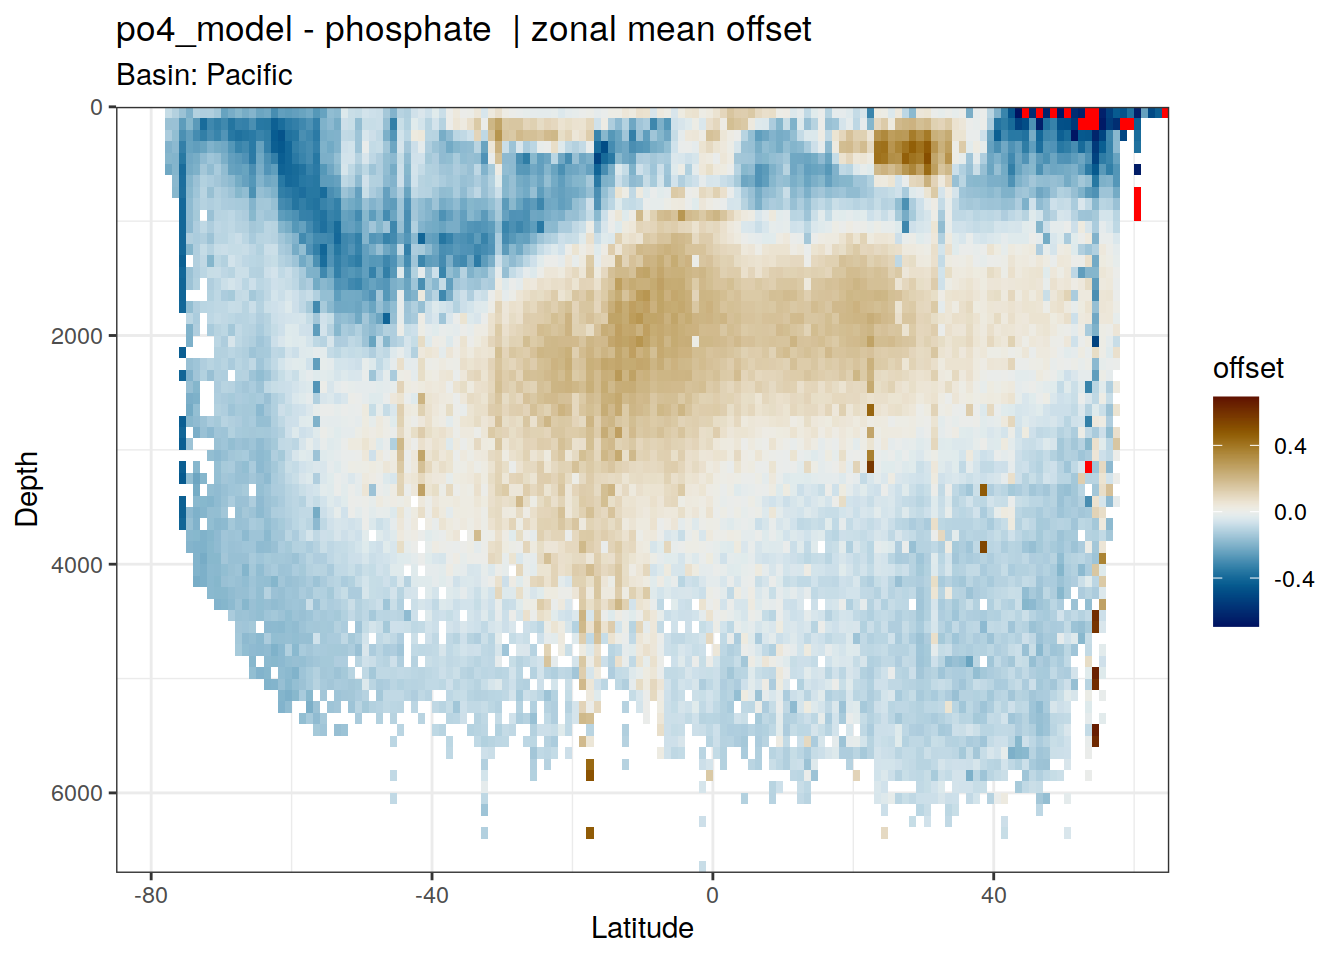 po4_model - phosphate  | zonal mean offset
Basin: Pacific
0
2000
4000
6000
Depth
-80
-40
0
40
Latitude
offset
0.4
0.0
-0.4